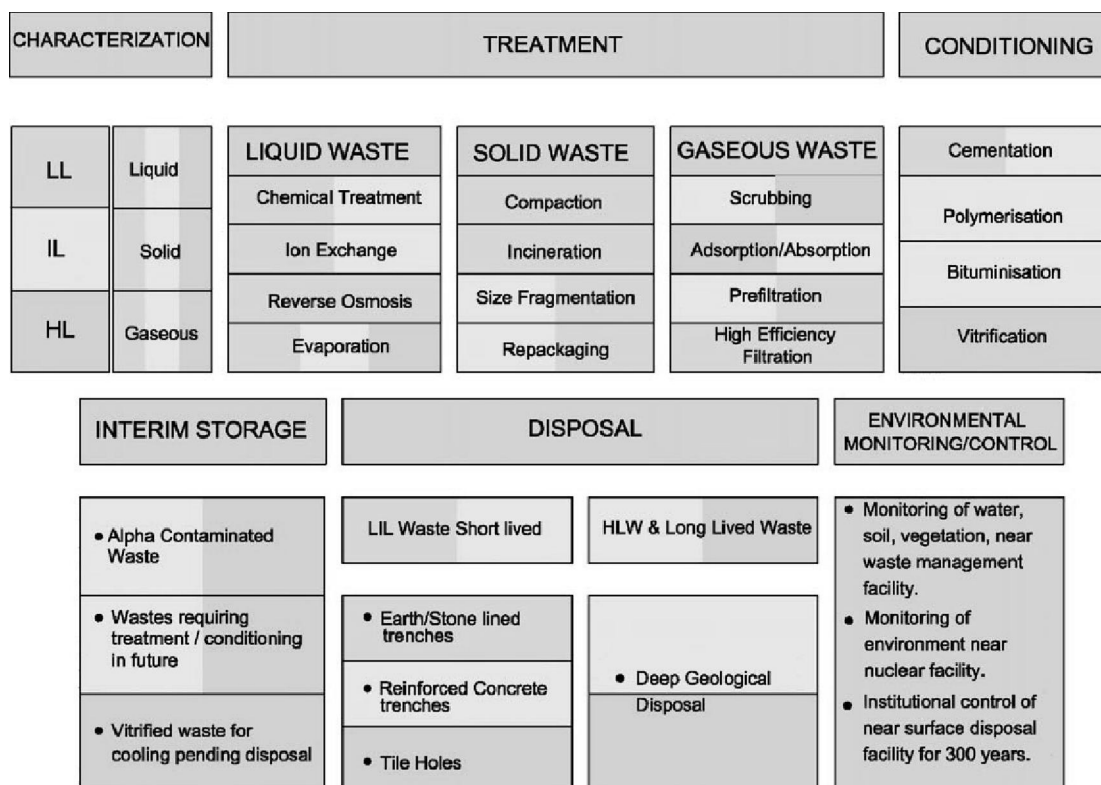 CHARACTERIZATION
TREATMENT
CONDITIONING
LL
IL
HL
Liquid
Solid
Gaseous
LIQUID WASTE
Chemical Treatment
Ion Exchange
Reverse Osmosis
Evaporation
SOLID WASTE
Compaction
Incineration
Size Fragmentation
Repackaging
GASEOUS WASTE
Scrubbing
Adsorption/Absorption
Prefiltration
High Efficiency
Filtration
Cementation
Polymerisation
Bituminisation
Vitrification
INTERIM STORAGE
• Alpha Contaminated
Waste
• Wastes requiring
treatment / conditioning
in future
• Vitrified waste for
cooling pending disposal
DISPOSAL
LIL Waste Short lived
• Earth/Stone lined
trenches
• Reinforced Concrete
trenches
• Tile Holes
HLW & Long Lived Waste
• Deep Geological
Disposal
ENVIRONMENTAL
MONITORING/CONTROL
• Monitoring of water,
soil, vegetation, near
waste management
facility.
• Monitoring of
environment near
nuclear facility.
• Institutional control of
near surface disposal
facility for 300 years.